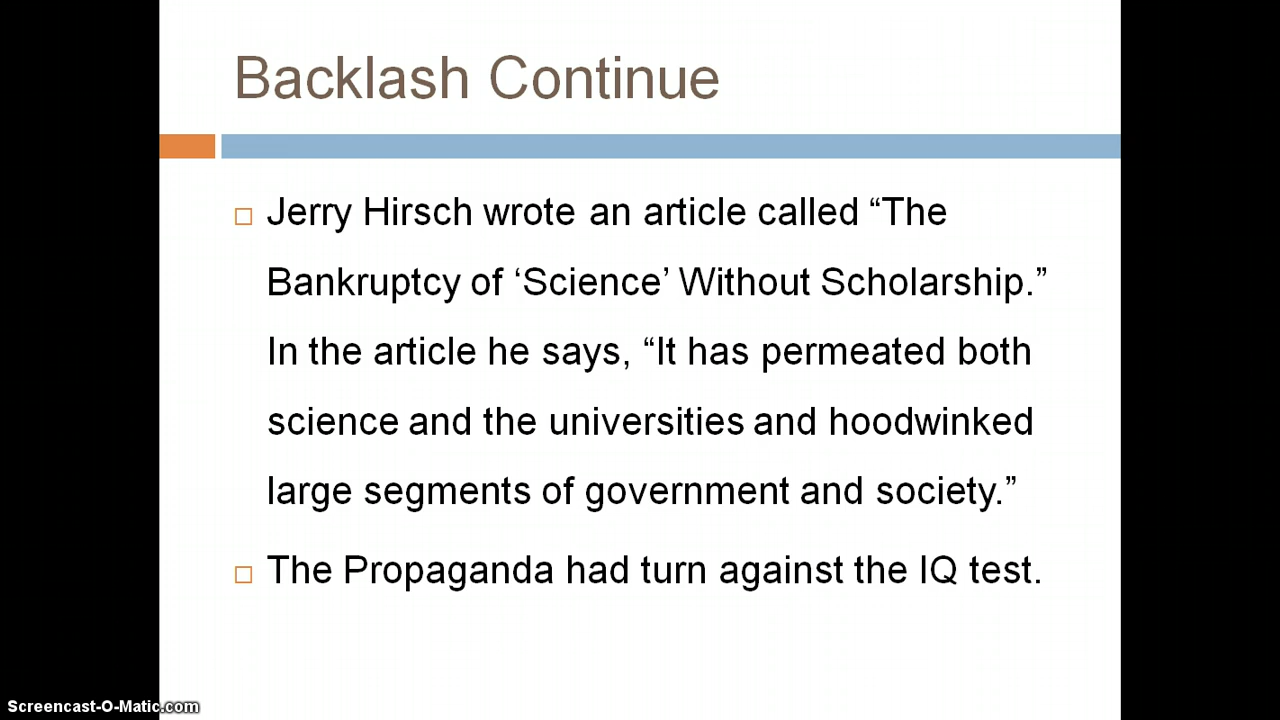 Backlash Continue
Jerry Hirsch wrote an article called “The
Bankruptcy of ‘Science’ Without Scholarship.”
In the article he says, “It has permeated both
science and the universities and hoodwinked
large segments of government and society.”
The Propaganda had turn against the IQ test.
Screencast-O-Matic.com